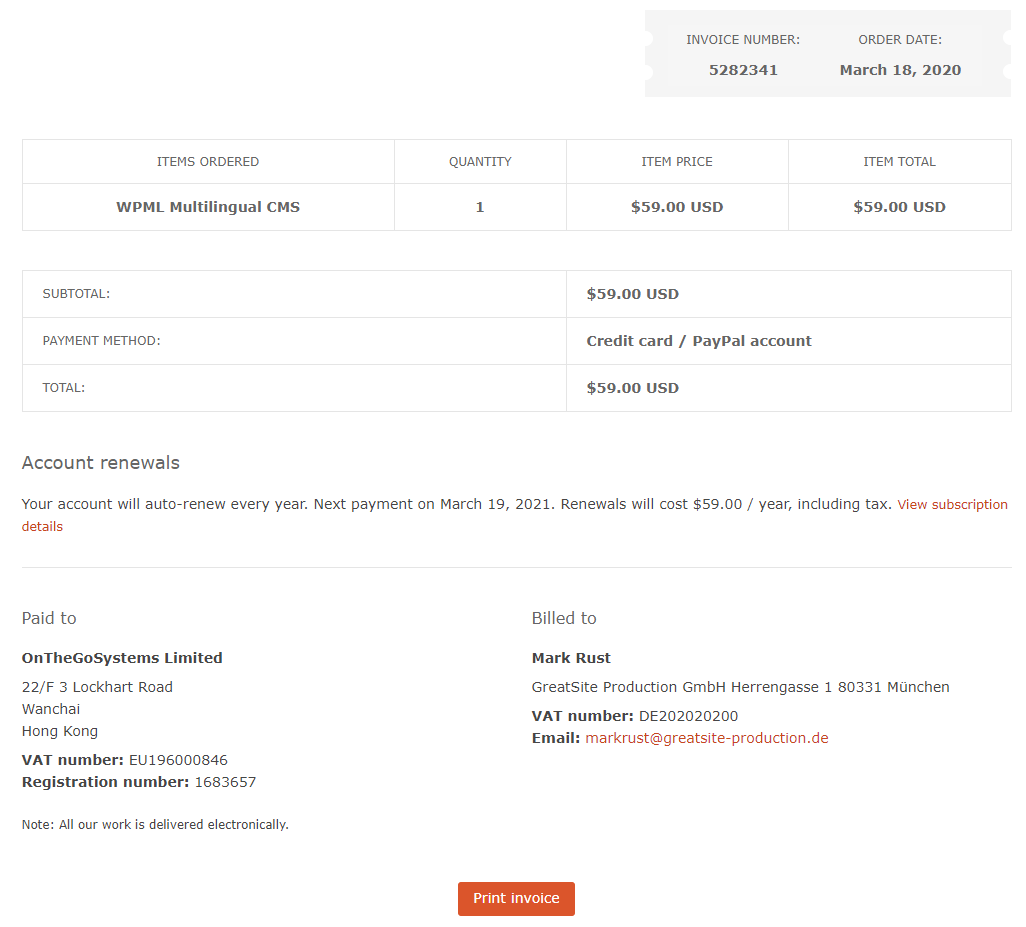 INVOICE NUMBER: ORDER DATE:
5282341 March 18, 2020
ITEMS ORDERED QUANTITY ITEM PRICE ITEM TOTAL
WPML Multilingual CMS 1 $59.00 USD $59.00 USD
SUBTOTAL: $59.00 USD
PAYMENT METHOD: Credit card / PayPal account
TOTAL: $59.00 USD
Account renewals
Your account will auto-renew every year. Next payment on March 19, 2021. Renewals will cost $59.00 / year, including tax. View subscription
details
Paid to
OnTheGoSystems Limited
22/F 3 Lockhart Road
Wanchai
Hong Kong
VAT number: EU196000846
Registration number: 1683657
Note: All our work is delivered electronically.
Billed to
Mark Rust
GreatSite Production GmbH Herrengasse 1 80331 München
VAT number: DE202020200
Email: markrust@greatsite-production.de
Print invoice